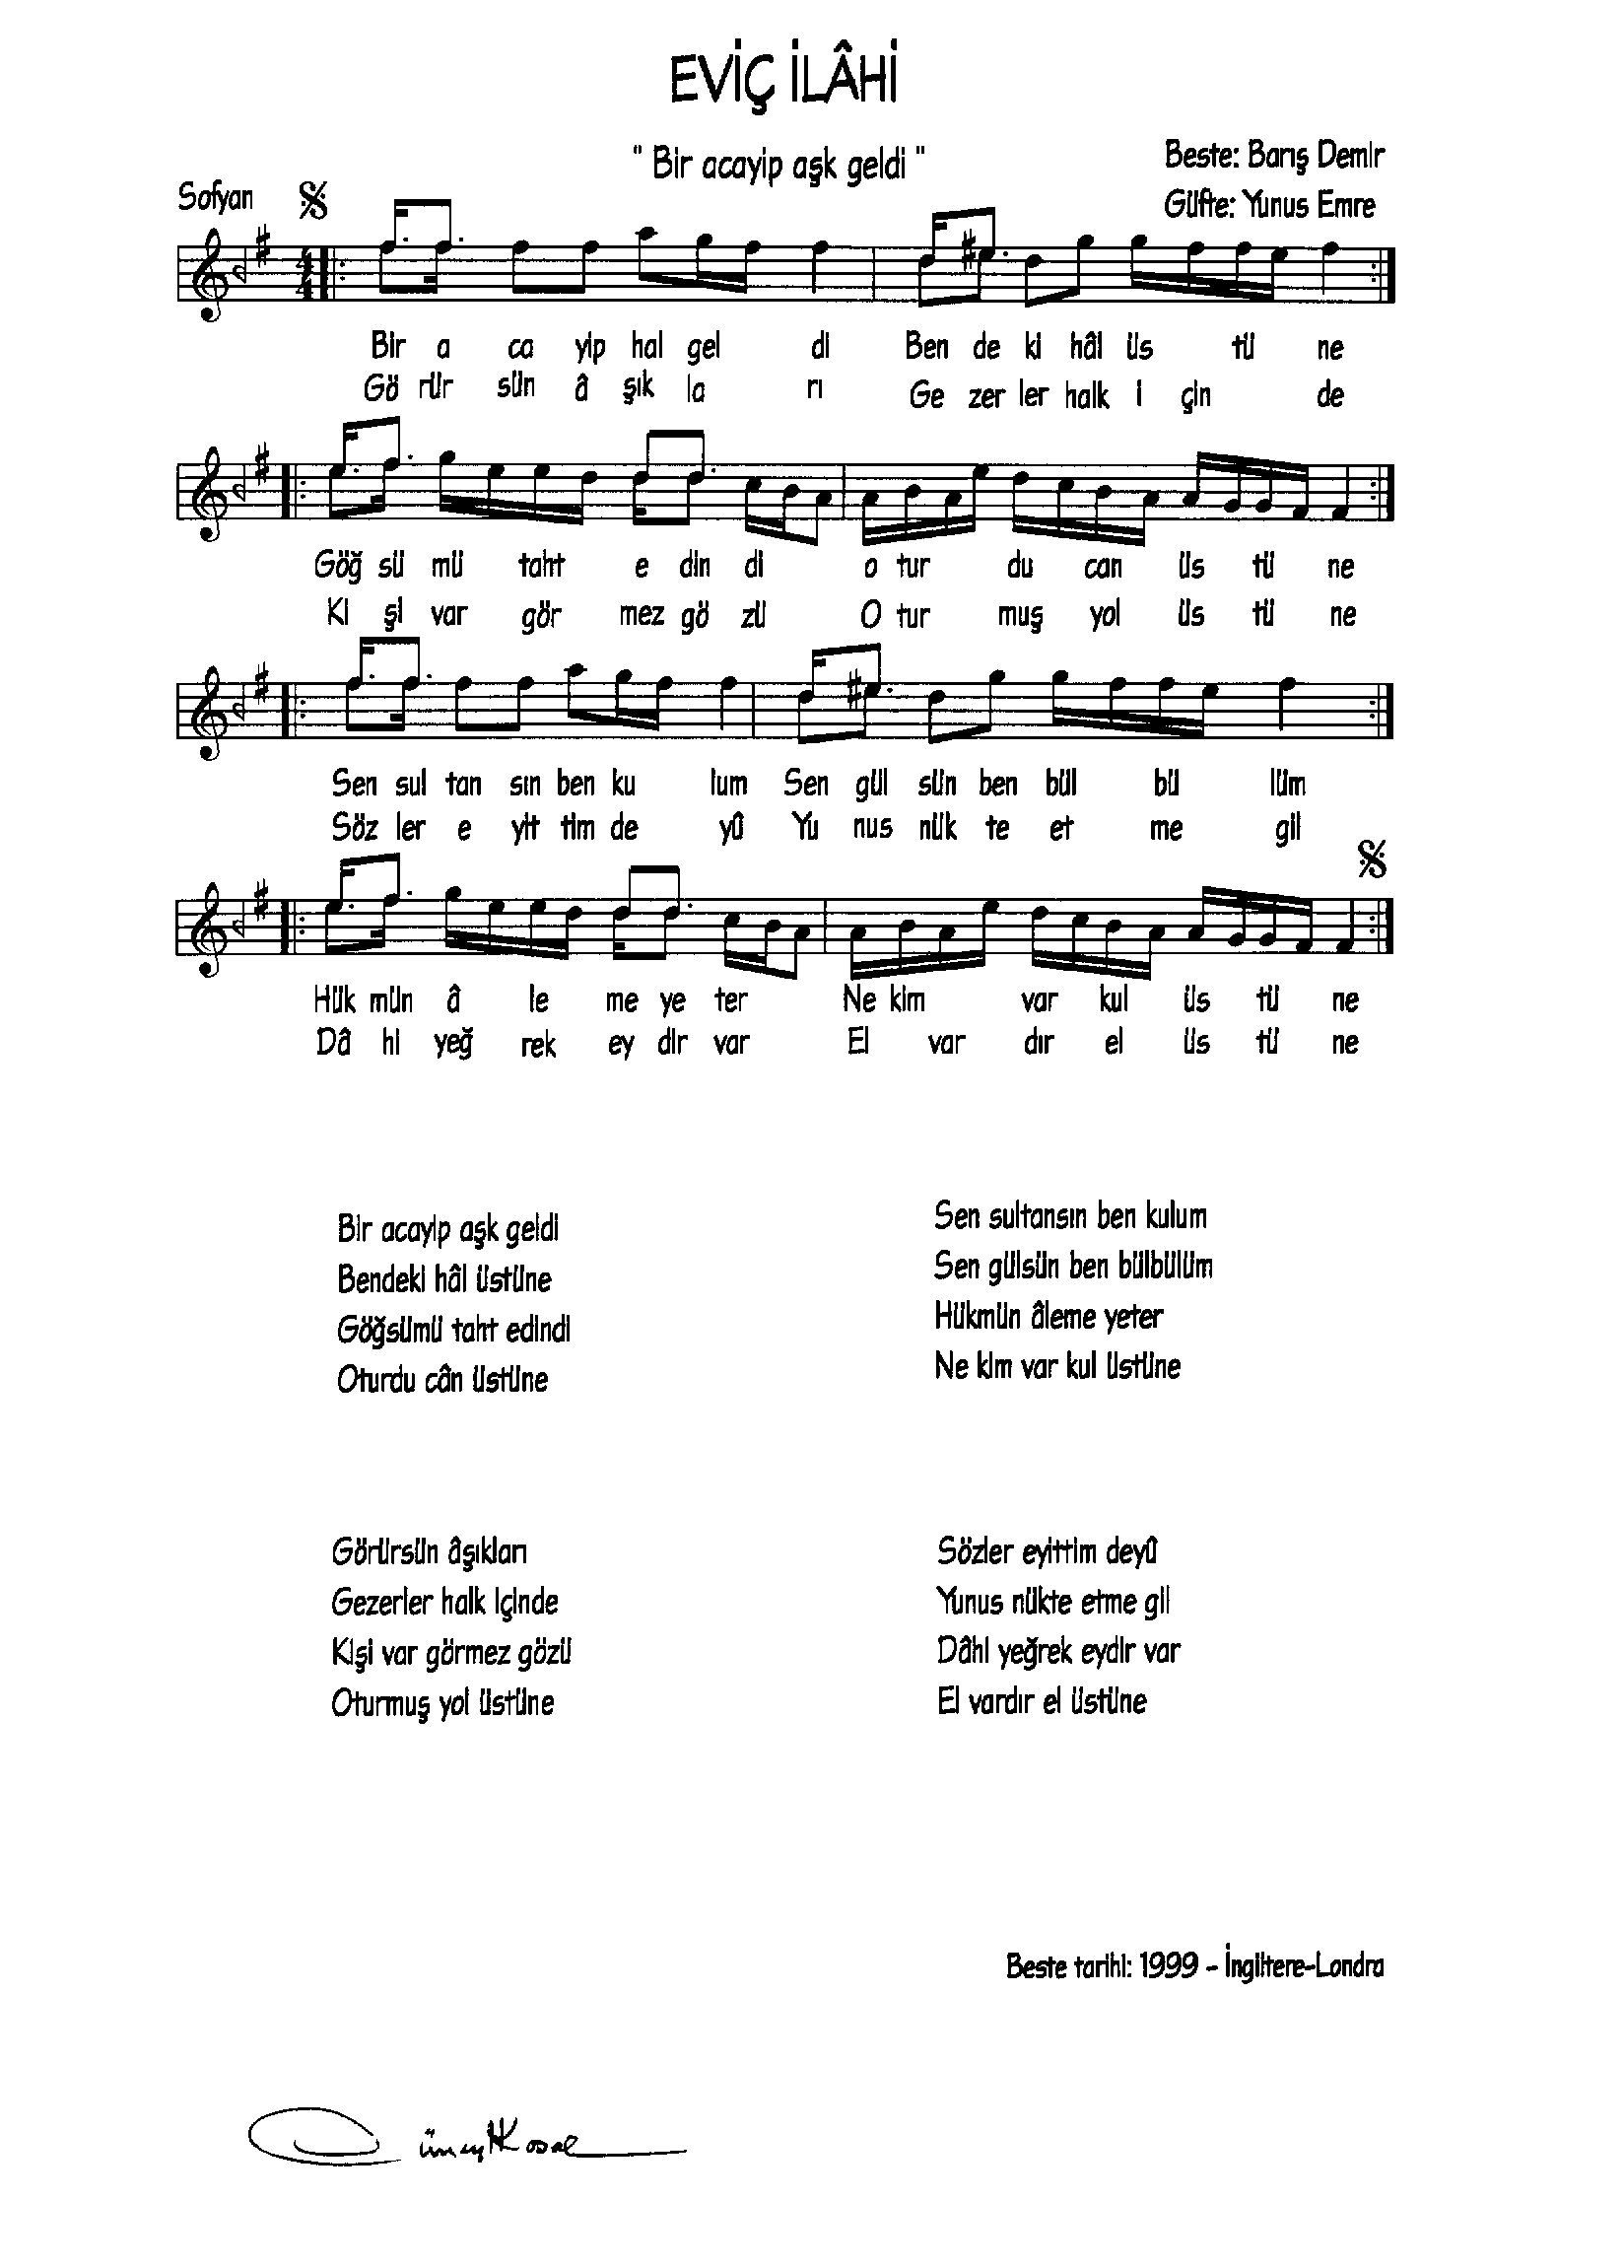 EVİÇ İLÂHİ
" Bir acayip aşk geldi "
Beste: Barış Demir
Güfte: Yunus Emre
Sofyan
4/4
Bir a ca yip hal gel di Ben de ki hâl üs tü ne
Gö rür sün â şık la rı Ge zer ler halk i çin de
Göğ sü mü taht e din di o tur du can üs tü ne
Ki şi var gör mez gö zü O tur muş yol üs tü ne
Sen sul tan sın ben ku lum Sen gül sün ben bül bü lüm
Söz ler e yit tim de yû Yu nus nük te et me gil
Hük mün â le me ye ter Ne kim var kul üs tü ne
Dâ hi yeğ rek ey dir var El var dır el üs tü ne
Bir acayip aşk geldi
Bendeki hâl üstüne
Göğsümü taht edindi
Oturdu cân üstüne
Sen sultansın ben kulum
Sen gülsün ben bülbülüm
Hükmün âleme yeter
Ne kim var kul üstüne
Görürsün âşıkları
Gezerler halk içinde
Kişi var görmez gözü
Oturmuş yol üstüne
Sözler eyittim deyû
Yunus nükte etme gil
Dâhi yeğrek eydir var
El vardır el üstüne
Beste tarihi: 1999 - İngiltere-Londra
Cüneyt Kosal